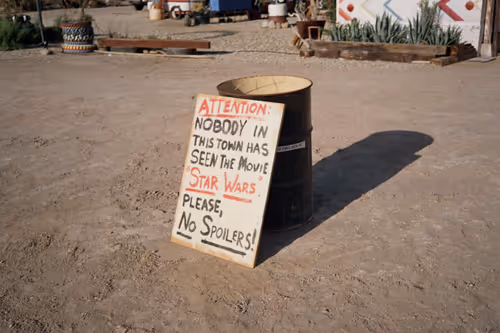 ATTENTION:
NOBODY IN
THIS TOWN HAS
SEEN THE MOVIE
"STAR WARS".
PLEASE,
NO SPOILERS!